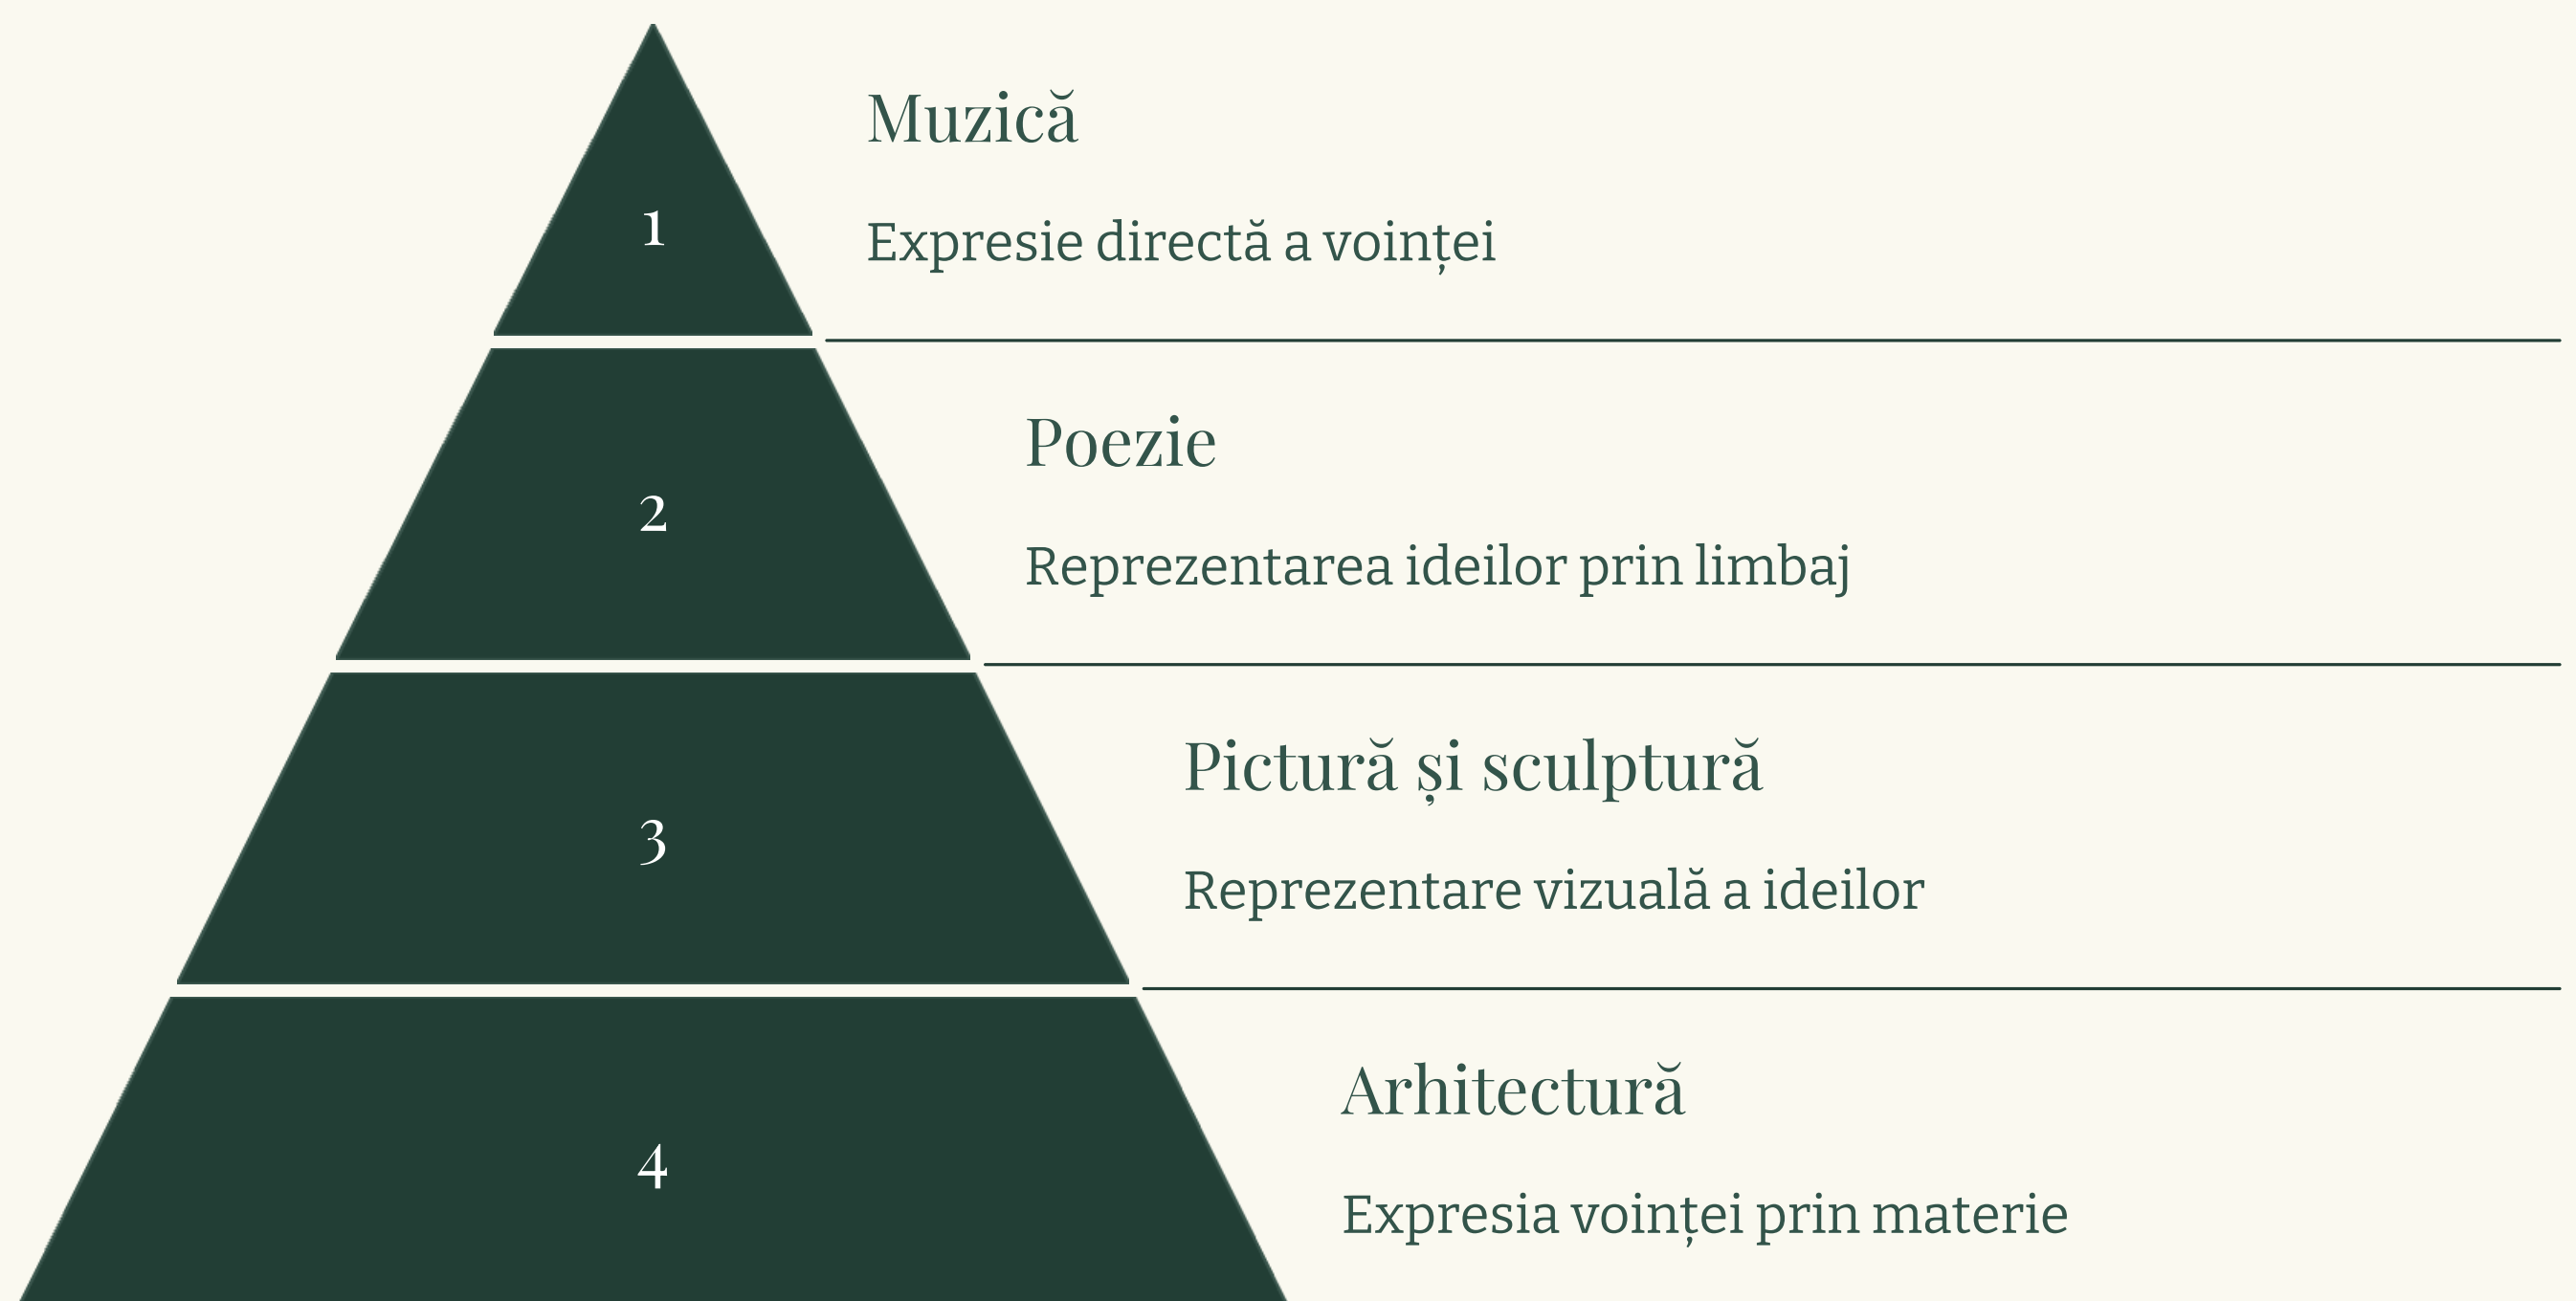 1
Muzică
Expresie directă a voinței
2
Poezie
Reprezentarea ideilor prin limbaj
3
Pictură și sculptură
Reprezentare vizuală a ideilor
4
Arhitectură
Expresia voinței prin materie